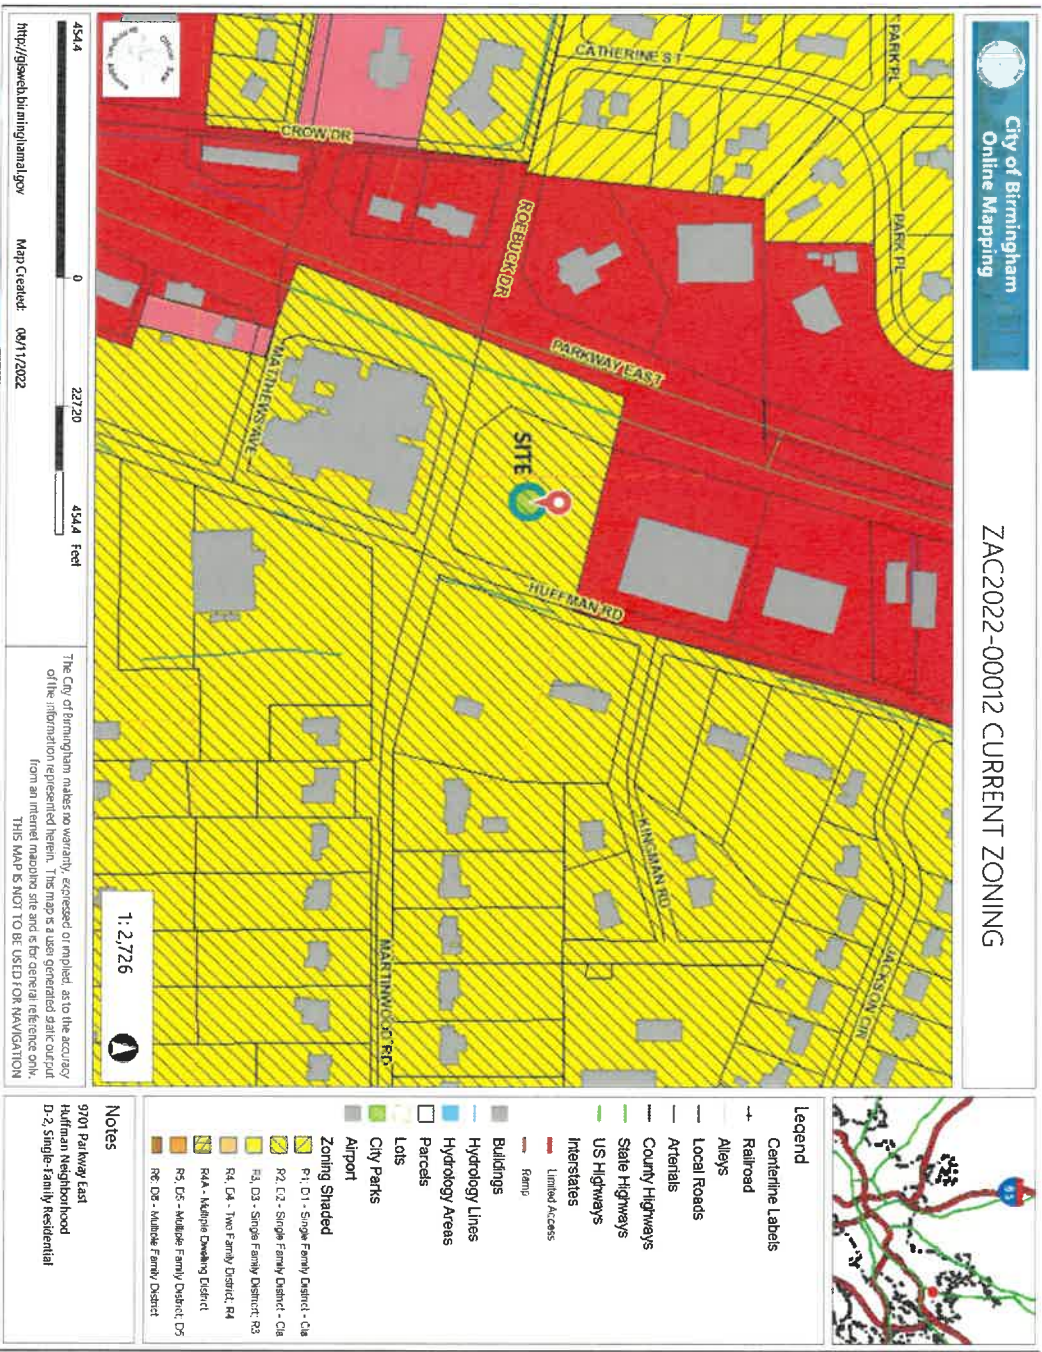 City of Birmingham
Online Mapping
ZAC2022-00012 CURRENT ZONING
PARK PL
CATHERINE ST
PARK PL
CROW DR
ROEBUCK DR
PARKWAY EAST
MATTHEWS AVE
SITE
HUFFMAN RD
KINGMAN RD
JACKSON CIR
MARTINWOOD RD
1: 2,726
454.4
0
227.20
454.4 Feet
http://gisweb.birminghamal.gov
Map Created: 08/11/2022
The City of Birmingham makes no warranty, expressed or implied, as to the accuracy
of the information represented herein. This map is a user generated static output
from an internet mapping site and is for general reference only.
THIS MAP IS NOT TO BE USED FOR NAVIGATION
Legend
Centerline Labels
Railroad
Alleys
Local Roads
Arterials
County Highways
State Highways
US Highways
Interstates
Limited Access
Ramp
Buildings
Hydrology Lines
Hydrology Areas
Parcels
Lots
City Parks
Airport
Zoning Shaded
R1, D1 - Single Family District - Cla
R2, D2 - Single Family District - Cla
R3, D3 - Single Family District; R3
R4, D4 - Two Family District; R4
R4A - Multiple Dwelling District
R5, D5 - Multiple Family District; D5
R6; D6 - Multiple Family District
Notes
9701 Parkway East
Huffman Neighborhood
D-2, Single-Family Residential